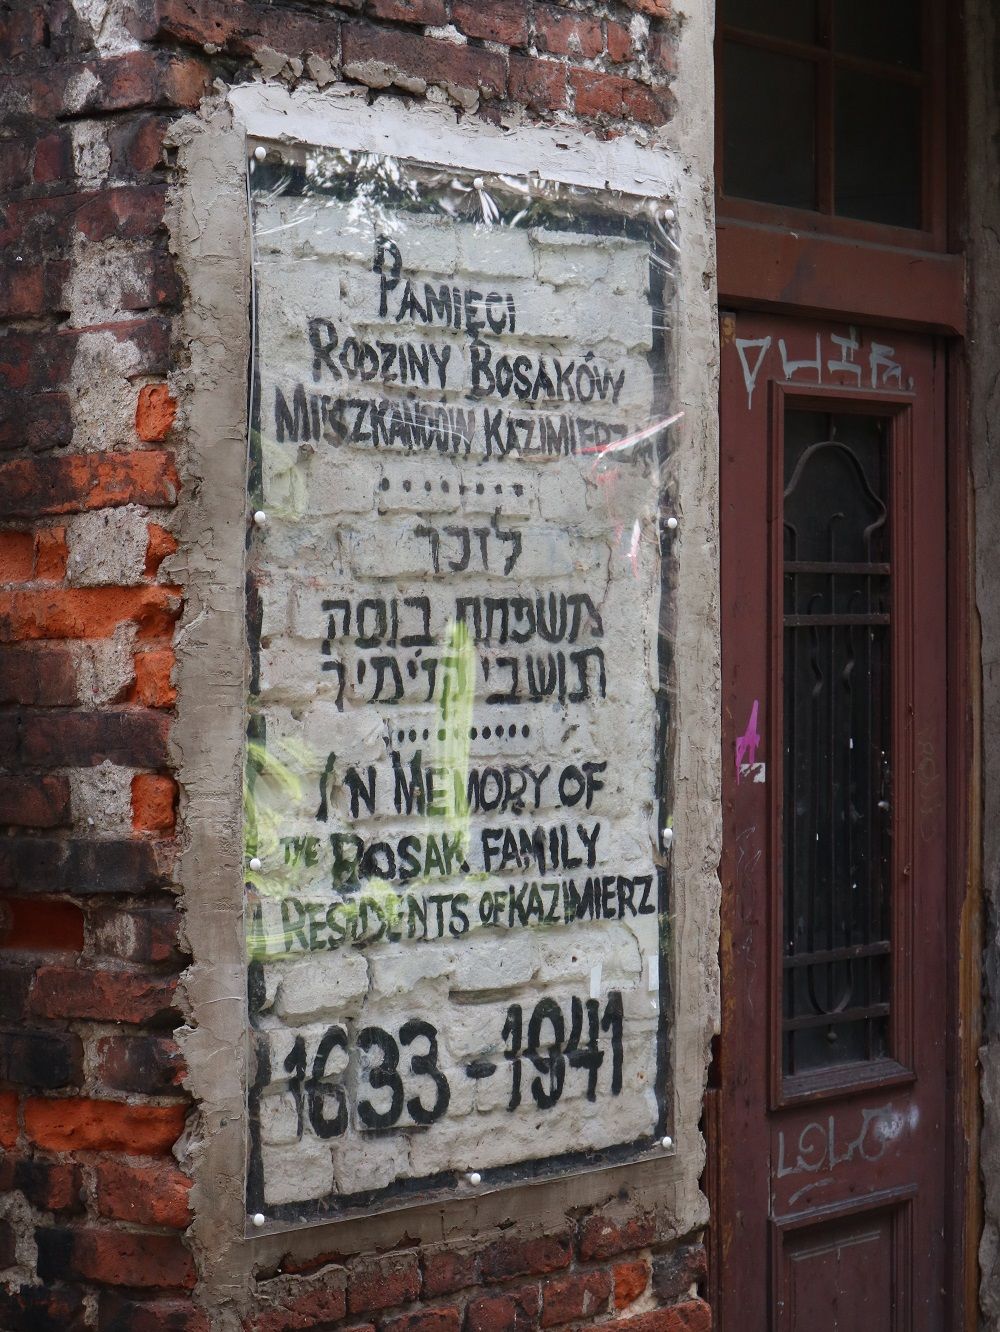 PAMIĘCI
RODZINY BOSAKÓW
MIESZKAŃCÓW KAZIMIERZA
לזכר
משפחת בוסק
תושבי קזימיר
IN MEMORY OF
THE BOSAK FAMILY
RESIDENTS OF KAZIMIERZ
1633-1941